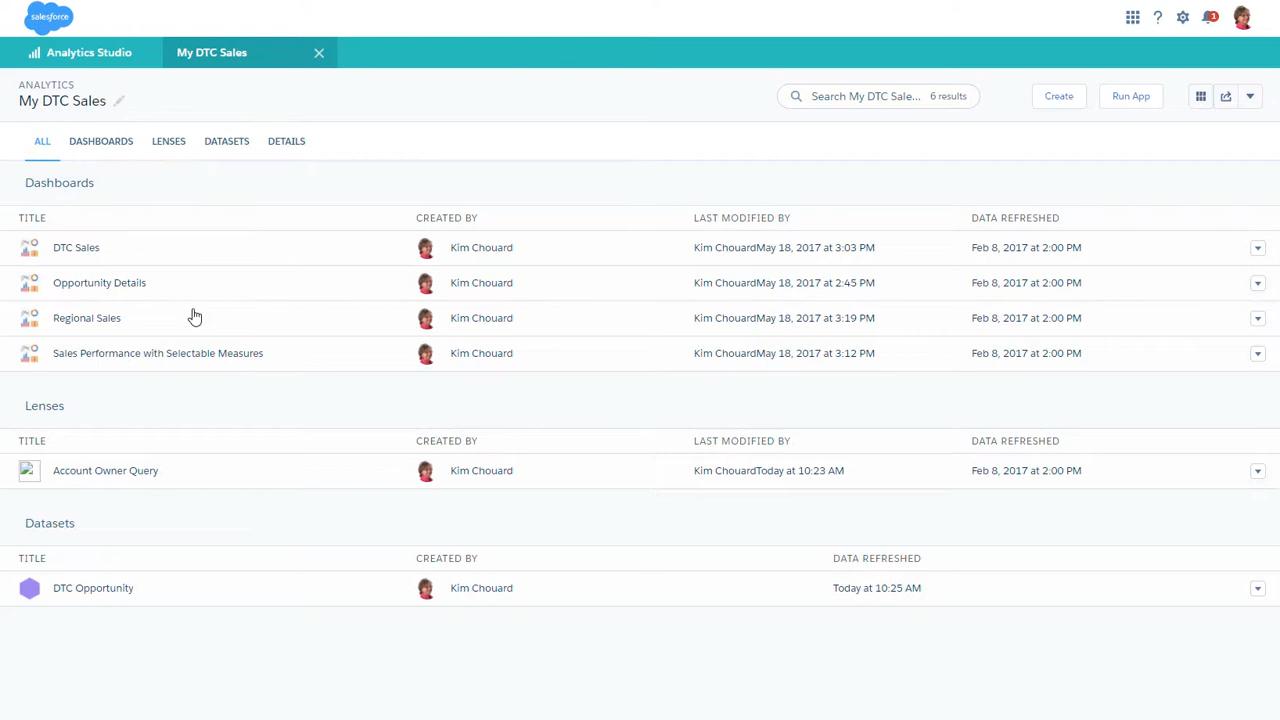 salesforce
1
Analytics Studio
My DTC Sales
ANALYTICS
My DTC Sales
Search My DTC Sale... 6 results
Create
Run App
ALL DASHBOARDS LENSES DATASETS DETAILS
Dashboards
TITLE CREATED BY LAST MODIFIED BY DATA REFRESHED
DTC Sales Kim Chouard Kim ChouardMay 18, 2017 at 3:03 PM Feb 8, 2017 at 2:00 PM
Opportunity Details Kim Chouard Kim ChouardMay 18, 2017 at 2:45 PM Feb 8, 2017 at 2:00 PM
Regional Sales Kim Chouard Kim ChouardMay 18, 2017 at 3:19 PM Feb 8, 2017 at 2:00 PM
Sales Performance with Selectable Measures Kim Chouard Kim ChouardMay 18, 2017 at 3:12 PM Feb 8, 2017 at 2:00 PM
Lenses
TITLE CREATED BY LAST MODIFIED BY DATA REFRESHED
Account Owner Query Kim Chouard Kim ChouardToday at 10:23 AM Feb 8, 2017 at 2:00 PM
Datasets
TITLE CREATED BY DATA REFRESHED
DTC Opportunity Kim Chouard Today at 10:25 AM